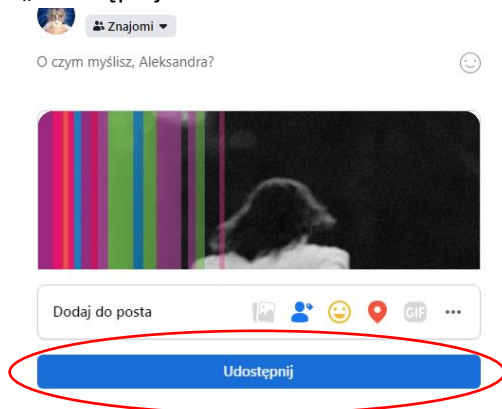 Znajomi
O czym myślisz, Aleksandra?
Dodaj do posta
GIF
Udostępnij